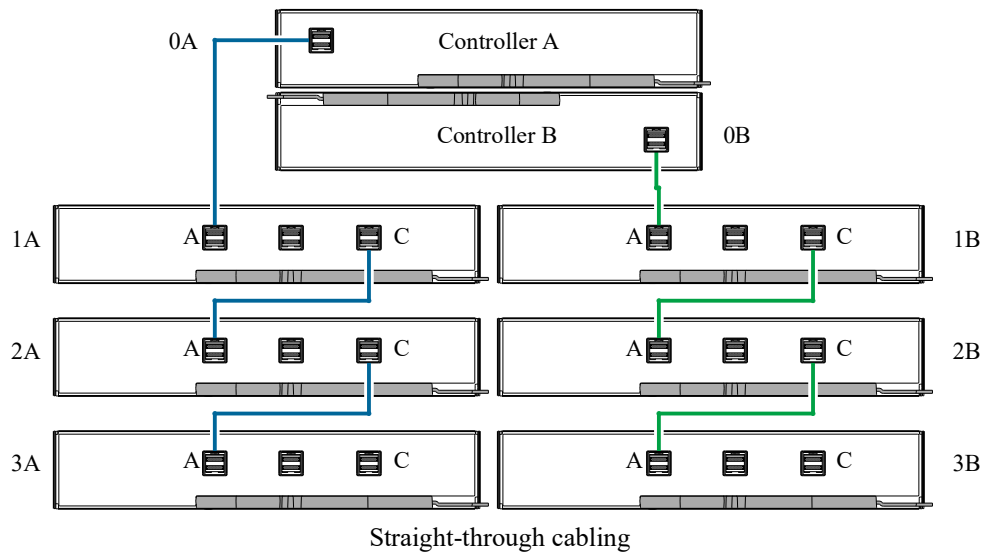 0A Controller A
Controller B 0B
1A A C A C 1B
2A A C A C 2B
3A A C A C 3B
Straight-through cabling